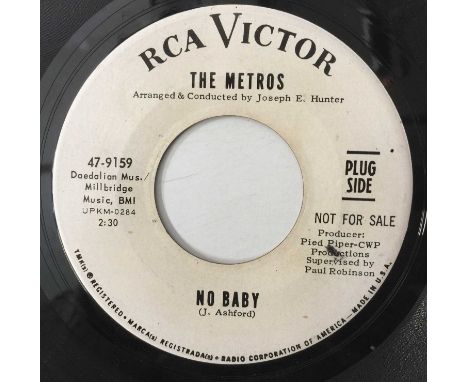 RCA VICTOR
THE METROS
Arranged & Conducted by Joseph E. Hunter
47-9159
Daedalian Mus./
Millbridge
Music, BMI
UPKM-0284
2:30
PLUG
SIDE
NOT FOR SALE
Producer:
Pied Piper-CWP
Productions
Supervised by
Paul Robinson
NO BABY
(J. Ashford)
TMK(s) ® REGISTERED • MARCA(s) REGISTRADA(s) • RADIO CORPORATION OF AMERICA—MADE IN U.S.A.